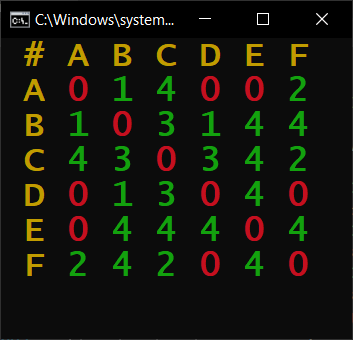 C:\Windows\system...
# A B C D E F
A 0 1 4 0 0 2
B 1 0 3 1 4 4
C 4 3 0 3 4 2
D 0 1 3 0 4 0
E 0 4 4 4 0 4
F 2 4 2 0 4 0